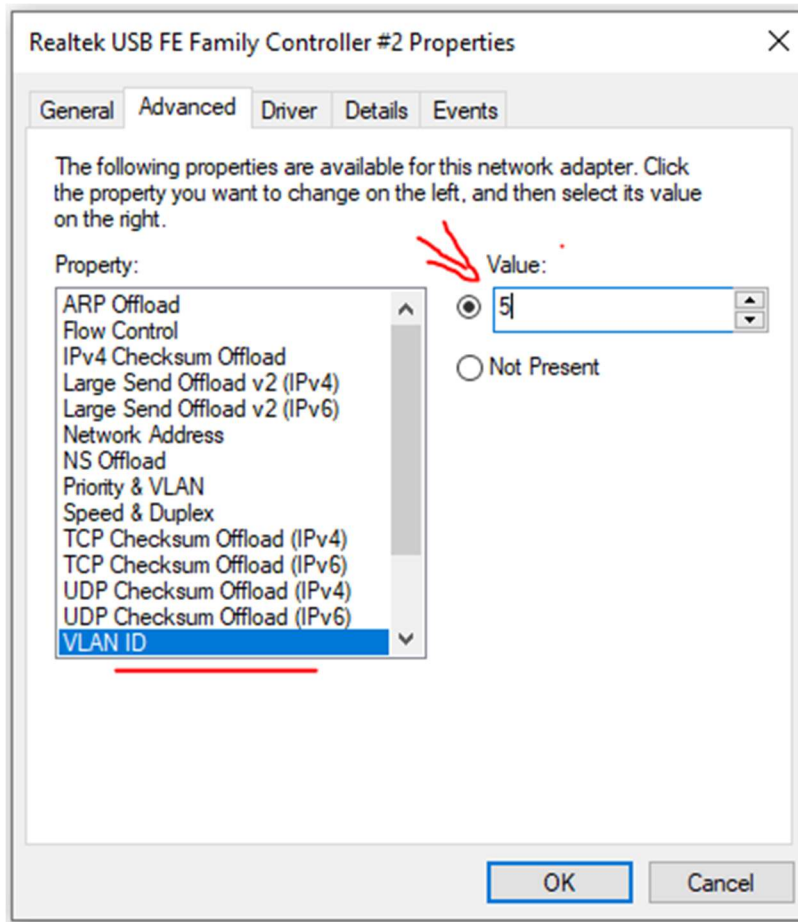 Realtek USB FE Family Controller #2 Properties
General Advanced Driver Details Events
The following properties are available for this network adapter. Click
the property you want to change on the left, and then select its value
on the right.
Property:
Value:
ARP Offload
Flow Control
IPv4 Checksum Offload
Large Send Offload v2 (IPv4)
Large Send Offload v2 (IPv6)
Network Address
NS Offload
Priority & VLAN
Speed & Duplex
TCP Checksum Offload (IPv4)
TCP Checksum Offload (IPv6)
UDP Checksum Offload (IPv4)
UDP Checksum Offload (IPv6)
VLAN ID
5
Not Present
OK
Cancel